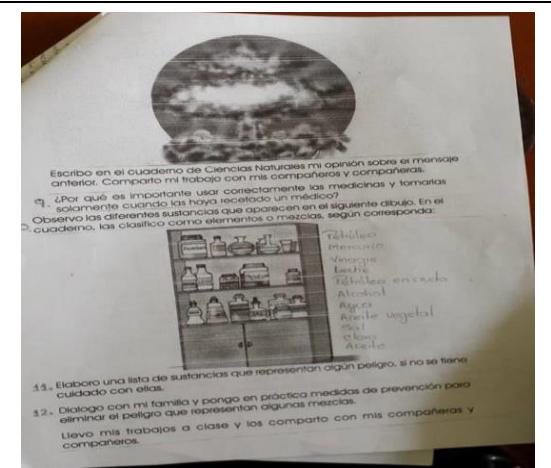 Escribo en el cuaderno de Ciencias Naturales mi opinión sobre el mensaje
anterior. Comparto mi trabajo con mis compañeros y compañeras.
9. ¿Por qué es importante usar correctamente las medicinas y tomarlas
solamente cuando las haya recetado un médico?
Observo las diferentes sustancias que aparecen en el siguiente dibujo. En el
cuaderno, las clasifico como elementos o mezclas, según corresponda:
Petróleo
Mercurio
Vinagre
Leche
Petróleo en crudo
Alcohol
Agua
Aceite vegetal
Sal
Cloro
Aceite
11. Elaboro una lista de sustancias que representan algún peligro, si no se tiene
cuidado con ellas.
12. Dialogo con mi familia y pongo en práctica medidas de prevención para
eliminar el peligro que representan algunas mezclas.
Llevo mis trabajos a clase y los comparto con mis compañeras y
compañeros.